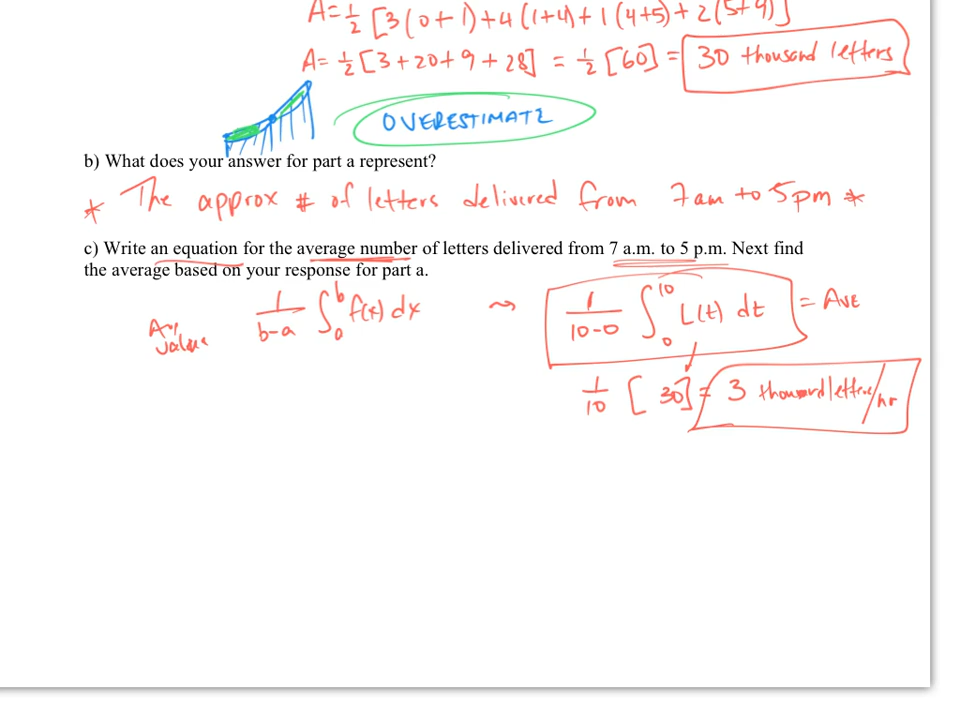 A = 1/2 [3(0+1)+4(1+4)+1(4+5)+2(5+9)]
A = 1/2 [3+20+9+28] = 1/2 [60] = 30 thousand letters
OVERESTIMATE
b) What does your answer for part a represent?
* The approx # of letters delivered from 7am to 5pm *
c) Write an equation for the average number of letters delivered from 7 a.m. to 5 p.m. Next find
the average based on your response for part a.
Ave Value 1/(b-a) ∫_a^b f(x) dx ⇝ 1/(10-0) ∫_0^10 L(t) dt = AVE
1/10 [30] = 3 thousand letters/hr